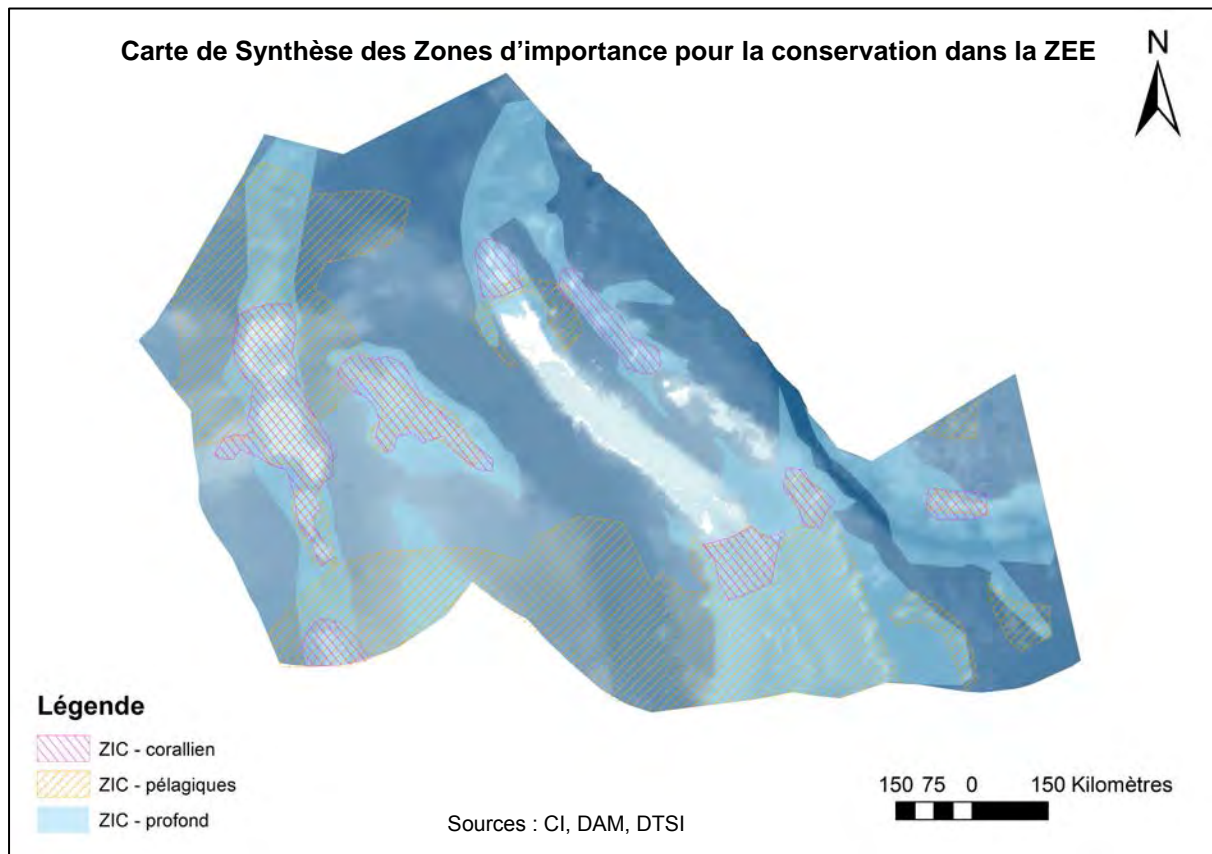 Carte de Synthèse des Zones d’importance pour la conservation dans la ZEE
N
Légende
ZIC - corallien
ZIC - pélagiques
ZIC - profond
Sources : CI, DAM, DTSI
150 75 0 150 Kilomètres